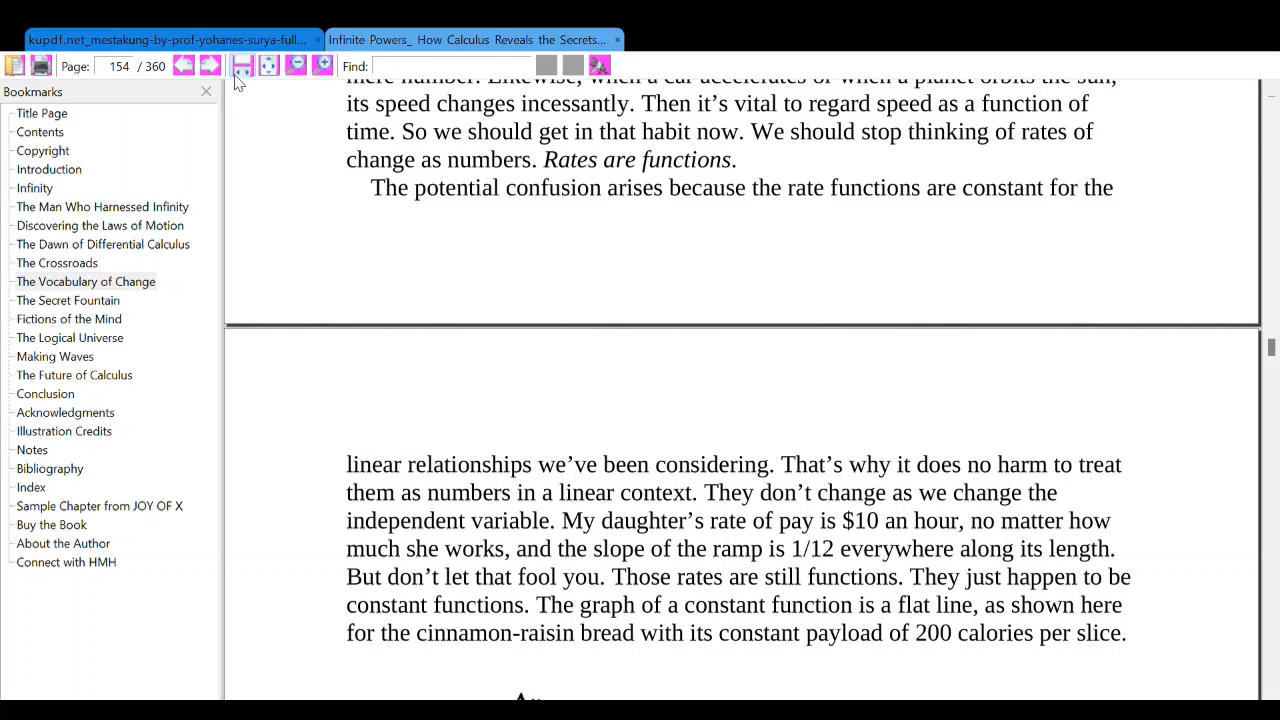 kupdf.net_mestakung-by-prof-yohanes-surya-full...
Infinite Powers_ How Calculus Reveals the Secrets...
Page: 154 / 360
Find:
Bookmarks
Title Page
Contents
Copyright
Introduction
Infinity
The Man Who Harnessed Infinity
Discovering the Laws of Motion
The Dawn of Differential Calculus
The Crossroads
The Vocabulary of Change
The Secret Fountain
Fictions of the Mind
The Logical Universe
Making Waves
The Future of Calculus
Conclusion
Acknowledgments
Illustration Credits
Notes
Bibliography
Index
Sample Chapter from JOY OF X
Buy the Book
About the Author
Connect with HMH
mere number. Likewise, when a car accelerates or when a planet orbits the sun,
its speed changes incessantly. Then it’s vital to regard speed as a function of
time. So we should get in that habit now. We should stop thinking of rates of
change as numbers. Rates are functions.
The potential confusion arises because the rate functions are constant for the
linear relationships we’ve been considering. That’s why it does no harm to treat
them as numbers in a linear context. They don’t change as we change the
independent variable. My daughter’s rate of pay is $10 an hour, no matter how
much she works, and the slope of the ramp is 1/12 everywhere along its length.
But don’t let that fool you. Those rates are still functions. They just happen to be
constant functions. The graph of a constant function is a flat line, as shown here
for the cinnamon-raisin bread with its constant payload of 200 calories per slice.